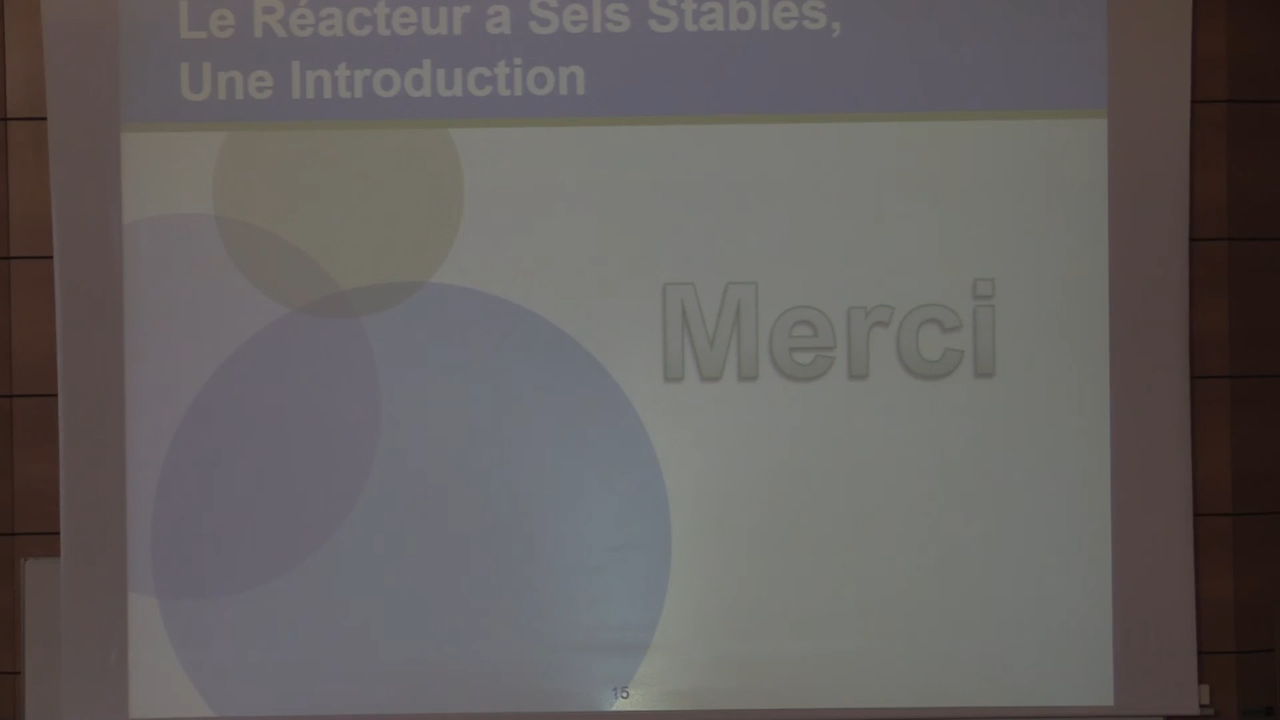 Le Réacteur a Sels Stables,
Une Introduction
Merci
15